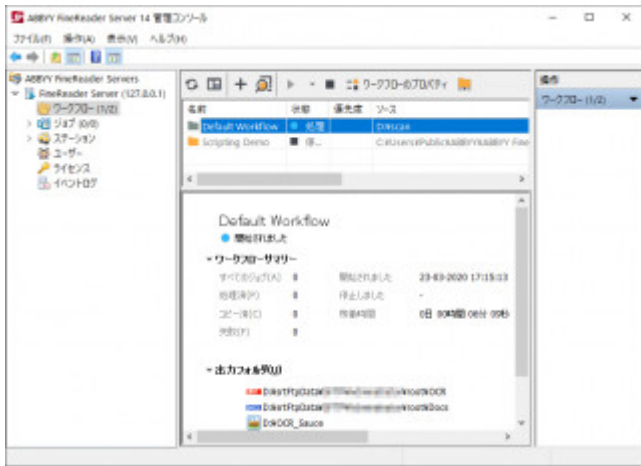 ABBYY FineReader Server 14 管理コンソール
ファイル(F) 操作(A) 表示(V) ヘルプ(H)
ABBYY FineReader Servers
FineReader Server (127.0.0.1)
ワークフロー (1/2)
ジョブ (0/0)
ステーション
ユーザー
ライセンス
イベントログ
ワークフローのプロパティ
名前 状態 優先度 ソース
Default Workflow 処理 D:\scan
Scripting Demo 停... C:\Users\Public\ABBYY\ABBYY Fine
Default Workflow
開始されました
ワークフローサマリー
すべてのジョブ(A) 0 開始されました 23-03-2020 17:15:13
処理済(P) 0 停止しました -
コピー済(C) 0 稼働時間 0日 00時間 06分 09秒
失敗(F) 0
出力フォルダ(U)
D:\OCR_Sauce
操作
ワークフロー (1/2)